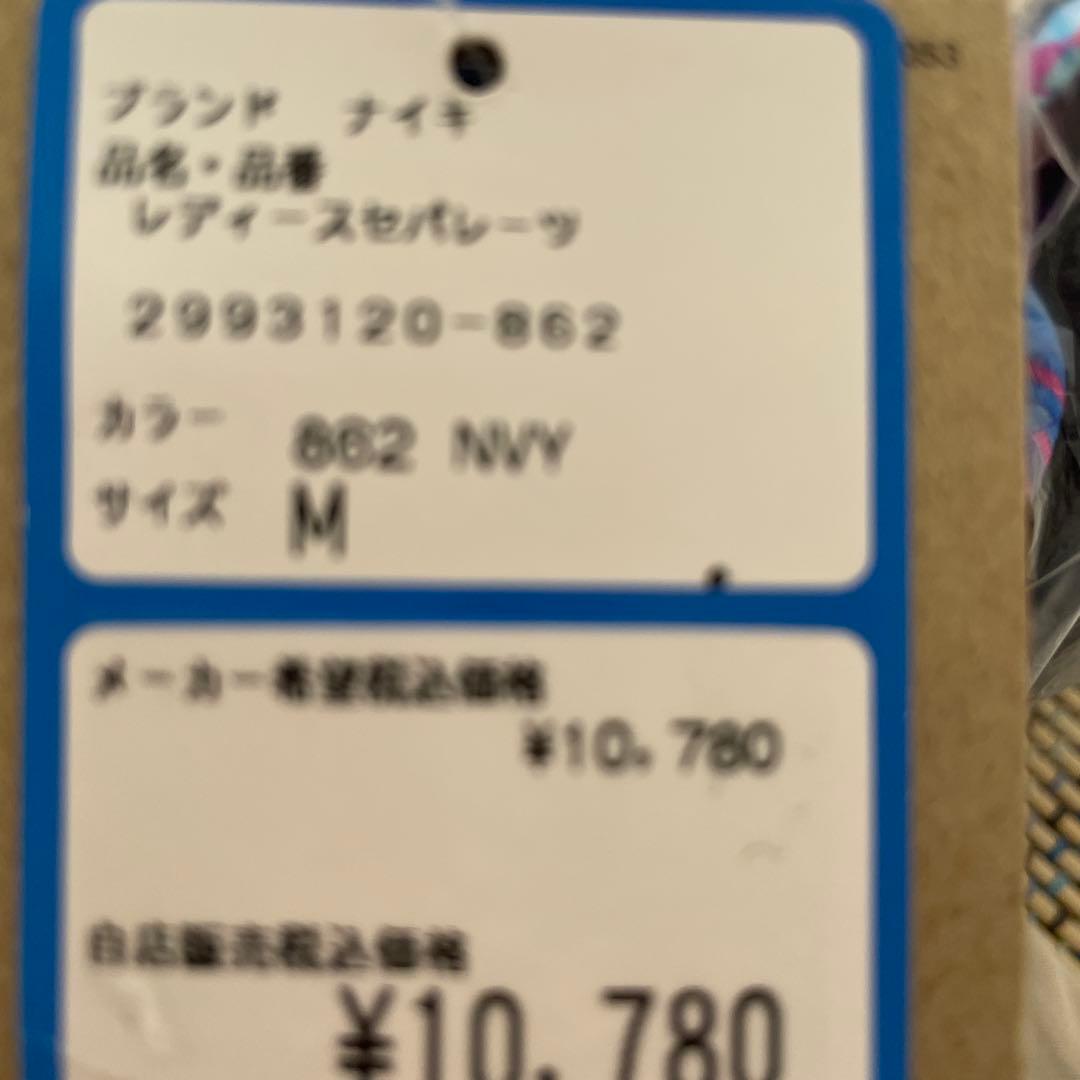 ブランド ナイキ
品名・品番
レディースセパレーツ
2993120-862
カラー 862 NVY
サイズ M
メーカー希望税込価格
¥10,780
自店販売税込価格
¥10,780